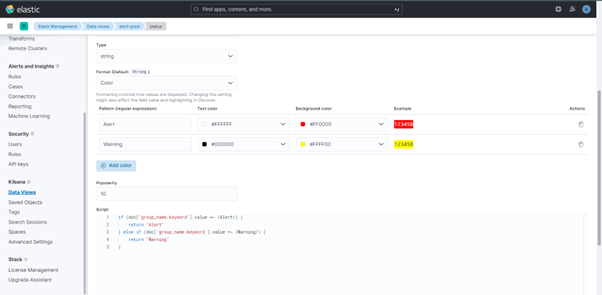 elastic
Find apps, content, and more.
Stack Management
Data views
alert-prod
status
Transforms
Remote Clusters
Alerts and Insights
Rules
Cases
Connectors
Reporting
Machine Learning
Security
Users
Roles
API keys
Kibana
Data Views
Saved Objects
Tags
Search Sessions
Spaces
Advanced Settings
Stack
License Management
Upgrade Assistant
Type
string
Format (Default: String)
Color
Formatting controls how values are displayed. Changing this setting
might also affect the field value and highlighting in Discover.
Pattern (regular expression) Text color Background color Example Actions
Alert #FFFFFF #FF0000 123456
Warning #000000 #FFFF00 123456
Add color
Popularity
10
Script
1 if (doc['group_name.keyword'].value =~ /Alert/) {
2 return "Alert"
3 } else if (doc['group_name.keyword'].value =~ /Warning/) {
4 return "Warning"
5 }